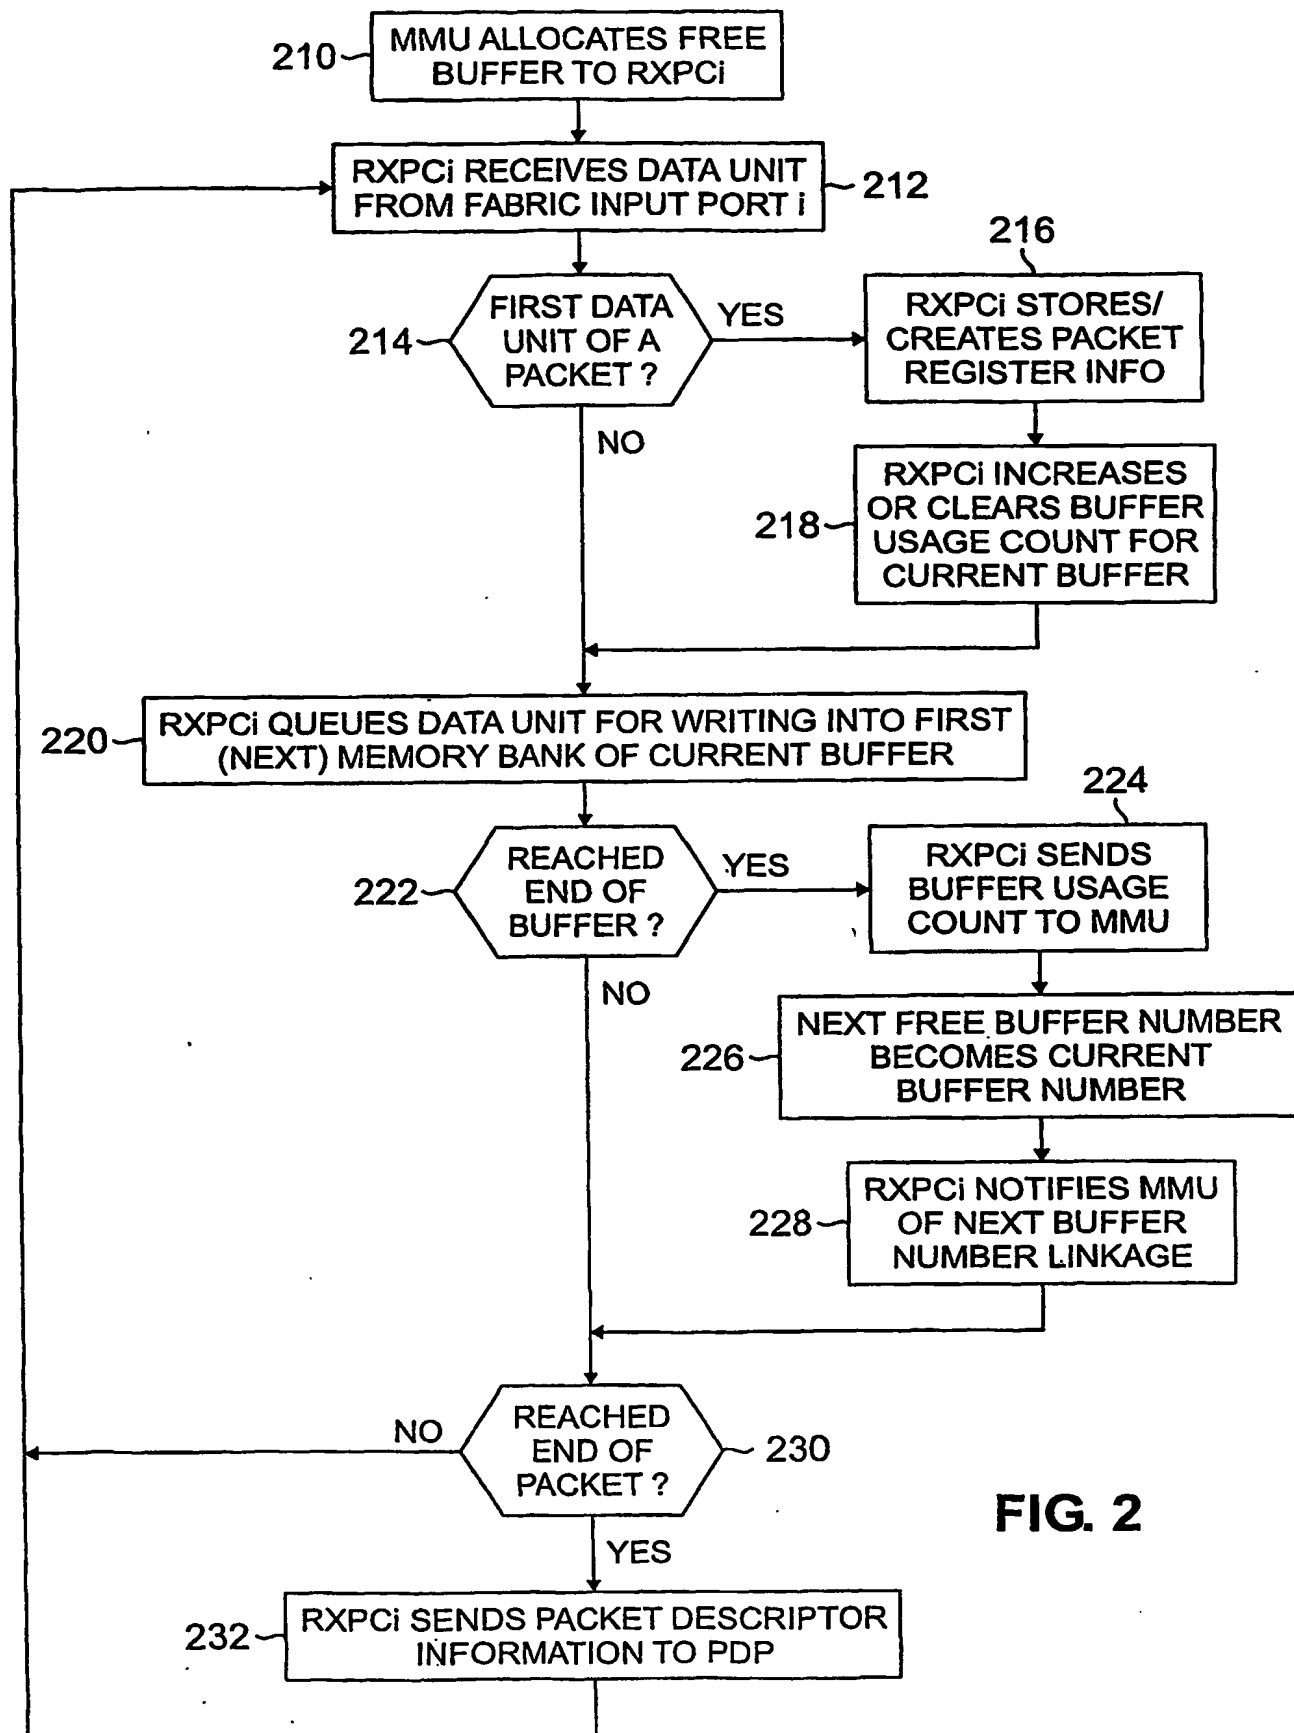 210
MMU ALLOCATES FREE
BUFFER TO RXPCi
RXPCi RECEIVES DATA UNIT
FROM FABRIC INPUT PORT i
212
214
FIRST DATA
UNIT OF A
PACKET ?
YES
NO
216
RXPCi STORES/
CREATES PACKET
REGISTER INFO
218
RXPCi INCREASES
OR CLEARS BUFFER
USAGE COUNT FOR
CURRENT BUFFER
220
RXPCi QUEUES DATA UNIT FOR WRITING INTO FIRST
(NEXT) MEMORY BANK OF CURRENT BUFFER
222
REACHED
END OF
BUFFER ?
YES
NO
224
RXPCi SENDS
BUFFER USAGE
COUNT TO MMU
226
NEXT FREE BUFFER NUMBER
BECOMES CURRENT
BUFFER NUMBER
228
RXPCi NOTIFIES MMU
OF NEXT BUFFER
NUMBER LINKAGE
NO
REACHED
END OF
PACKET ?
230
YES
FIG. 2
232
RXPCi SENDS PACKET DESCRIPTOR
INFORMATION TO PDP